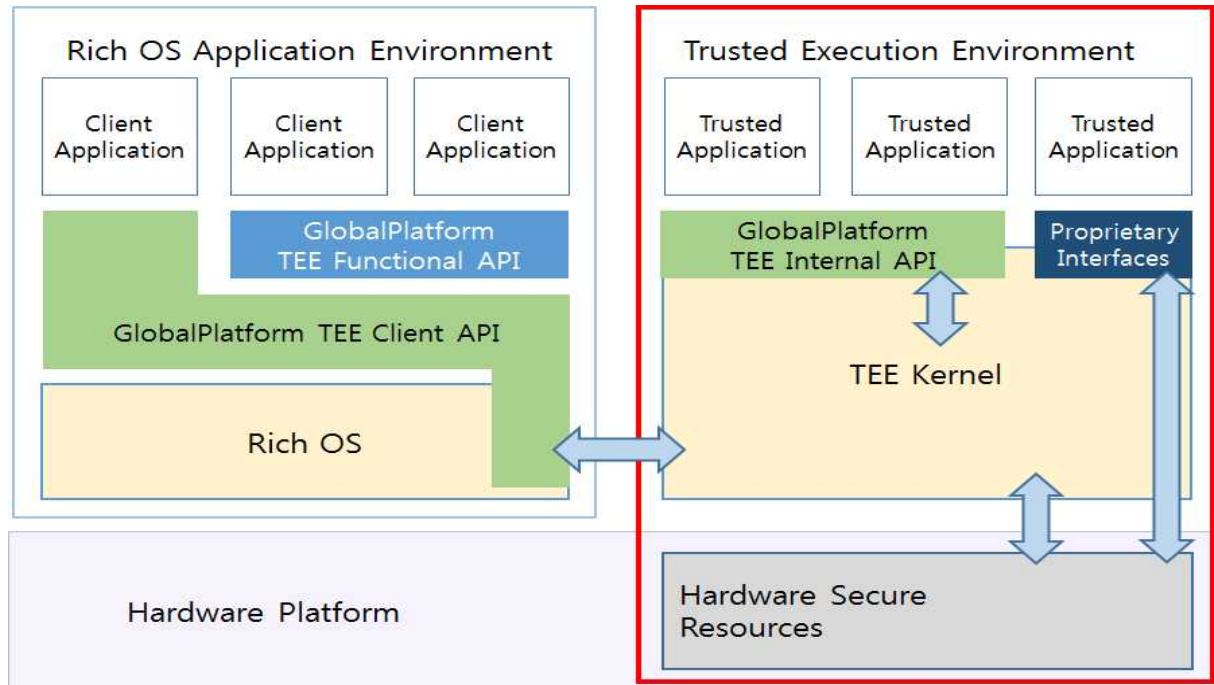 Rich OS Application Environment
Client
Application
Client
Application
Client
Application
GlobalPlatform
TEE Functional API
GlobalPlatform TEE Client API
Rich OS
Trusted Execution Environment
Trusted
Application
Trusted
Application
Trusted
Application
GlobalPlatform
TEE Internal API
Proprietary
Interfaces
TEE Kernel
Hardware Platform
Hardware Secure
Resources